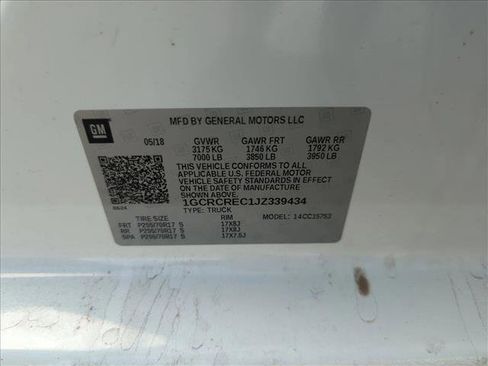 MFD BY GENERAL MOTORS LLC
GM
05/18 GVWR GAWR FRT GAWR RR
3175 KG 1746 KG 1792 KG
7000 LB 3850 LB 3950 LB
THIS VEHICLE CONFORMS TO ALL
APPLICABLE U.S. FEDERAL MOTOR
VEHICLE SAFETY STANDARDS IN EFFECT
ON THE DATE OF MANUFACTURE
SHOWN ABOVE.
1GCRCREC1JZ339434
TYPE: TRUCK
TIRE SIZE RIM MODEL:
FRT P255/70R17 S 17X8J
RR P255/70R17 S 17X8J
SPA 17X7.5J